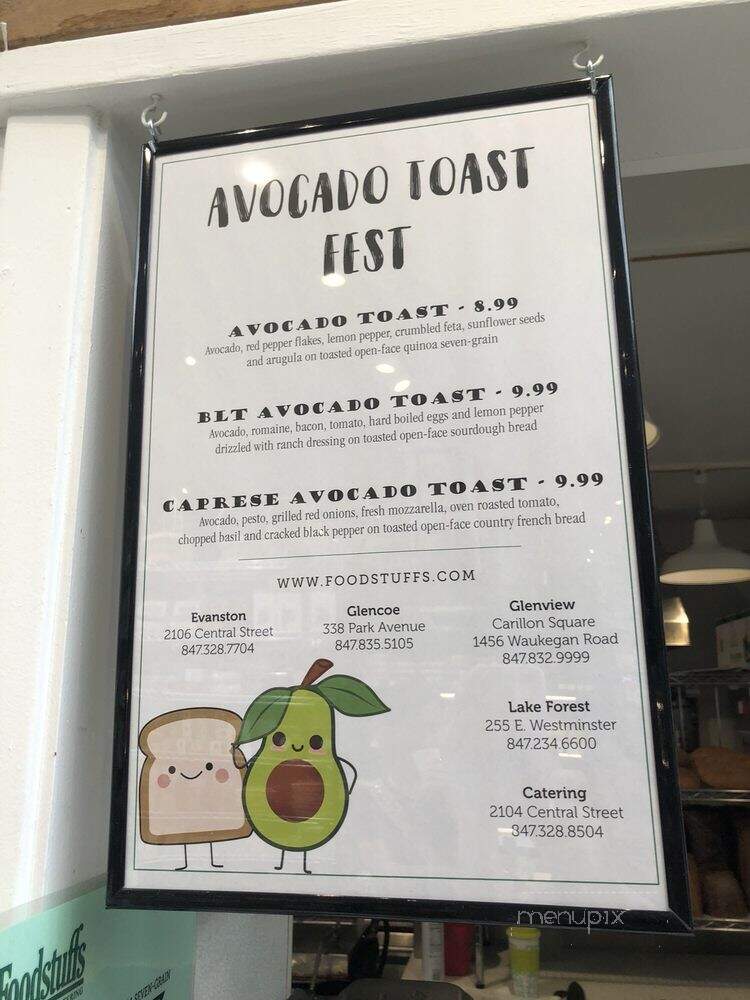 AVOCADO TOAST
FEST
AVOCADO TOAST - 8.99
Avocado, red pepper flakes, lemon pepper, crumbled feta, sunflower seeds
and arugula on toasted open-face quinoa seven-grain
BLT AVOCADO TOAST - 9.99
Avocado, romaine, bacon, tomato, hard boiled eggs and lemon pepper
drizzled with ranch dressing on toasted open-face sourdough bread
CAPRESE AVOCADO TOAST - 9.99
Avocado, pesto, grilled red onions, fresh mozzarella, oven roasted tomato,
chopped basil and cracked black pepper on toasted open-face country french bread
WWW.FOODSTUFFS.COM
Evanston
2106 Central Street
847.328.7704
Glencoe
338 Park Avenue
847.835.5105
Glenview
Carillon Square
1456 Waukegan Road
847.832.9999
Lake Forest
255 E. Westminster
847.234.6600
Catering
2104 Central Street
847.328.8504
menupix
Foodstuffs
SEVEN-GRAIN